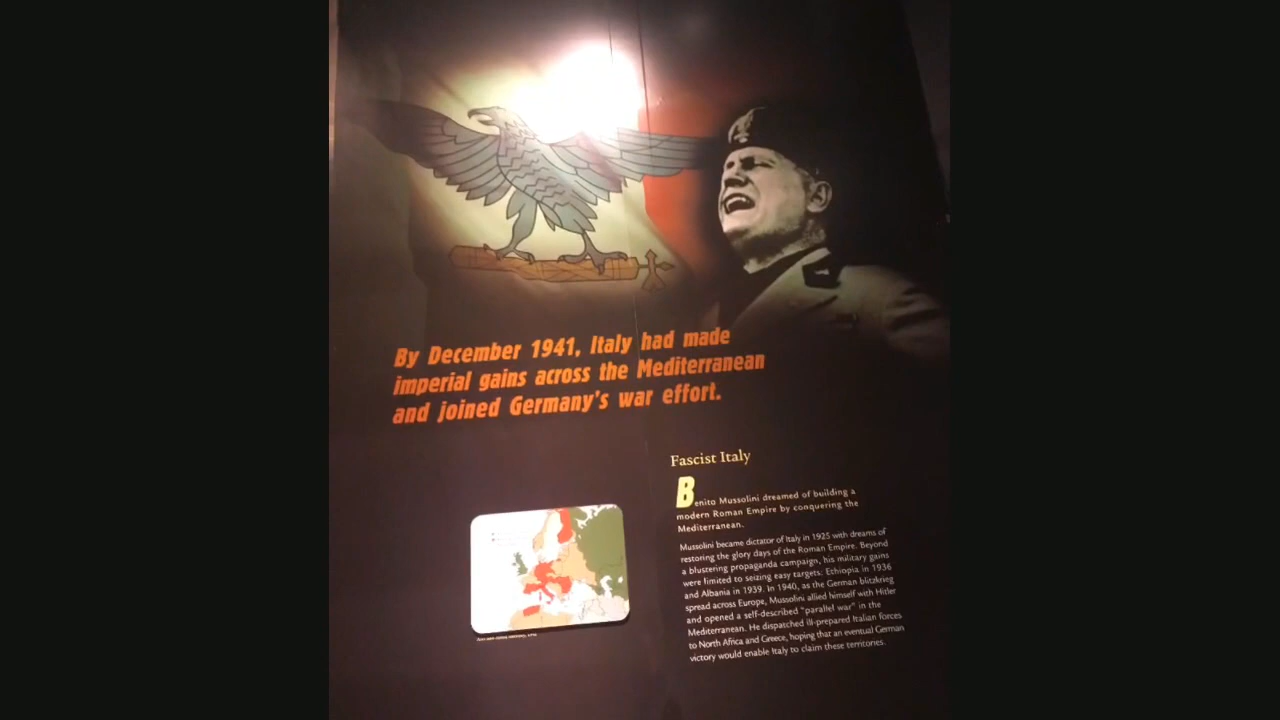 By December 1941, Italy had made
imperial gains across the Mediterranean
and joined Germany's war effort.
Fascist Italy
Benito Mussolini dreamed of building a
modern Roman Empire by conquering the
Mediterranean.
Mussolini became dictator of Italy in 1925 with dreams of
restoring the glory days of the Roman Empire. Beyond
a blustering propaganda campaign, his military gains
were limited to seizing easy targets: Ethiopia in 1936
and Albania in 1939. In 1940, as the German blitzkrieg
spread across Europe, Mussolini allied himself with Hitler
and opened a self-described "parallel war" in the
Mediterranean. He dispatched ill-prepared Italian forces
to North Africa and Greece, hoping that an eventual German
victory would enable Italy to claim these territories.